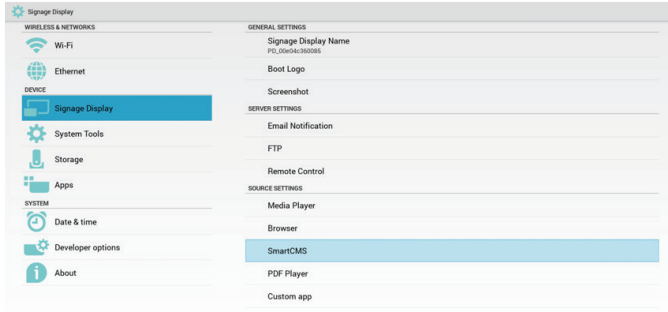 Signage Display
WIRELESS & NETWORKS
Wi-Fi
Ethernet
DEVICE
Signage Display
System Tools
Storage
Apps
SYSTEM
Date & time
Developer options
About
GENERAL SETTINGS
Signage Display Name
PD_00e04c360085
Boot Logo
Screenshot
SERVER SETTINGS
Email Notification
FTP
Remote Control
SOURCE SETTINGS
Media Player
Browser
SmartCMS
PDF Player
Custom app